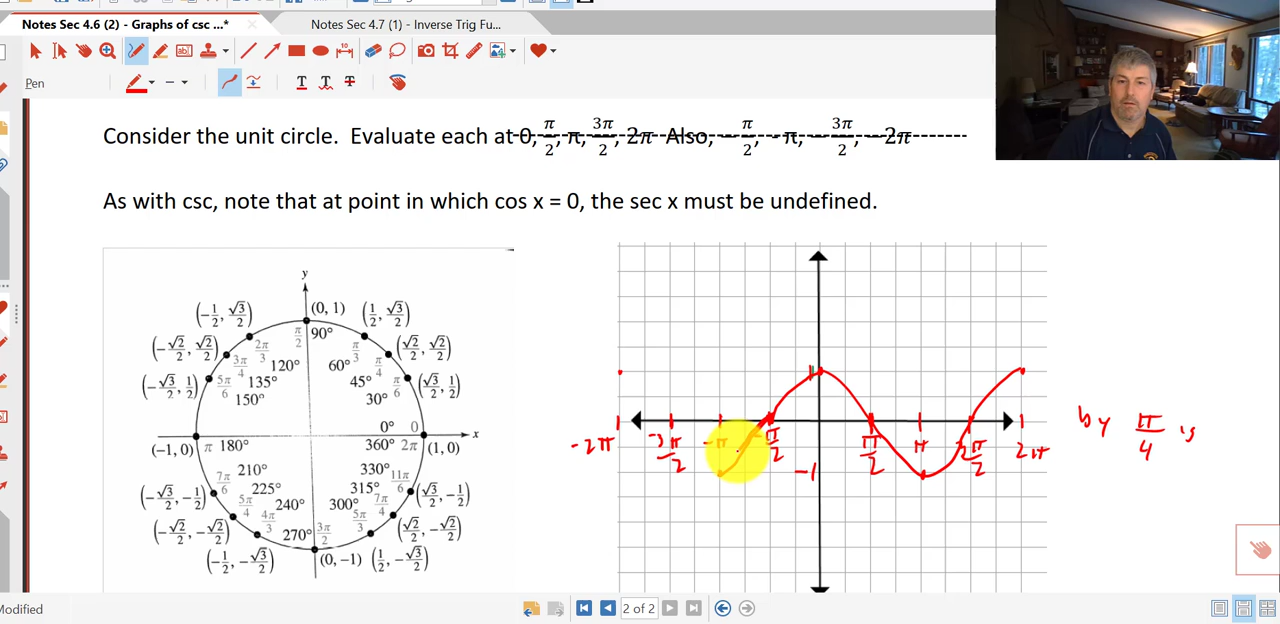 Notes Sec 4.6 (2) - Graphs of csc ...*
Notes Sec 4.7 (1) - Inverse Trig Fu...
Pen
Consider the unit circle. Evaluate each at 0, π/2, π, 3π/2, 2π Also, -π/2, -π, -3π/2, -2π
As with csc, note that at point in which cos x = 0, the sec x must be undefined.
y
(0, 1)
(-1/2, √3/2)
(1/2, √3/2)
(-√2/2, √2/2)
(√2/2, √2/2)
(-√3/2, 1/2)
(√3/2, 1/2)
π/2 90°
2π/3 120°
π/3 60°
3π/4 135°
π/4 45°
5π/6 150°
π/6 30°
0° 0
(-1, 0) π 180°
360° 2π (1, 0)
x
7π/6 210°
330° 11π/6
5π/4 225°
315° 7π/4
4π/3 240°
300° 5π/3
270° 3π/2
(-√3/2, -1/2)
(√3/2, -1/2)
(-√2/2, -√2/2)
(√2/2, -√2/2)
(-1/2, -√3/2)
(0, -1)
(1/2, -√3/2)
-2π -3π/2 -π -π/2 π/2 π 3π/2 2π
-1
by π/4 is
Modified
2 of 2